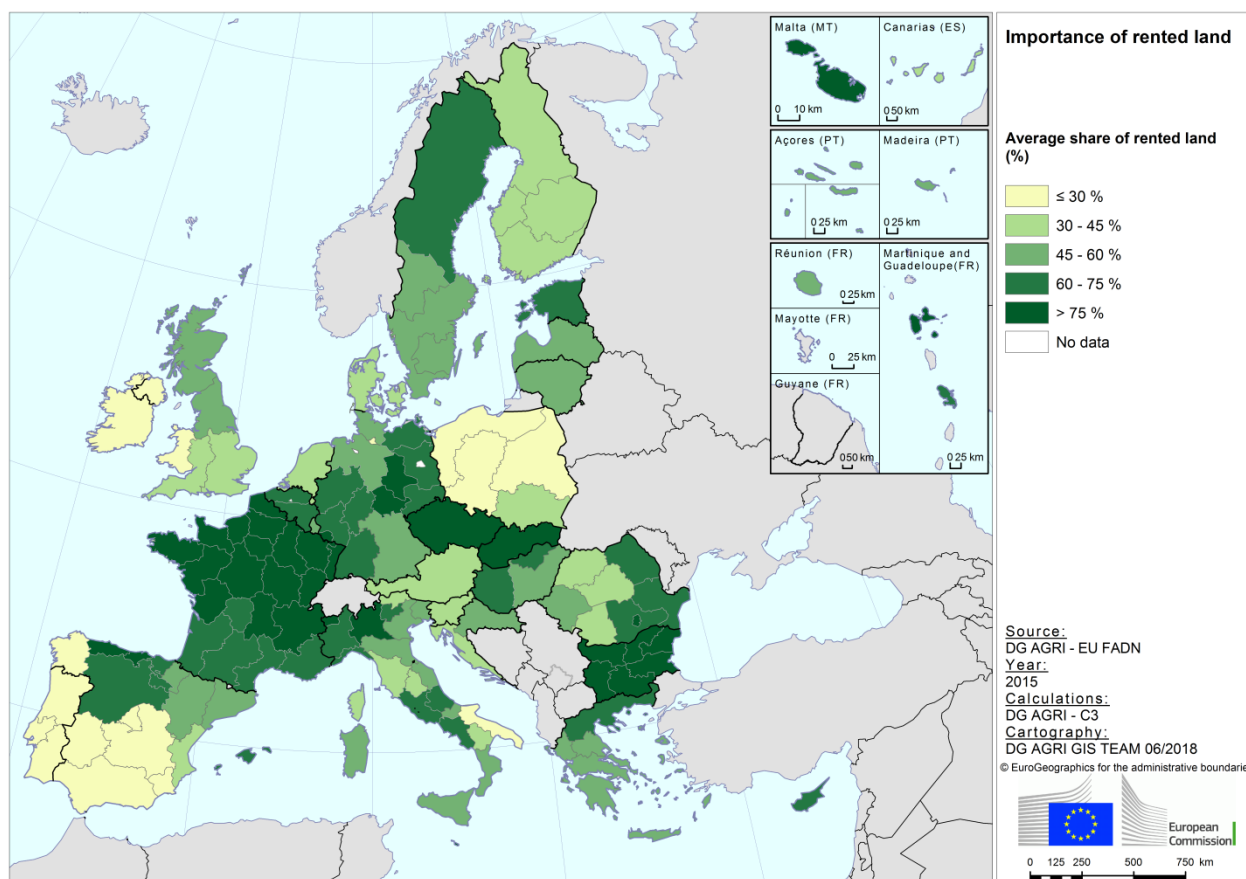 Malta (MT)
0 10 km
Canarias (ES)
0 50 km
Açores (PT)
0 25 km
Madeira (PT)
0 25 km
Réunion (FR)
0 25 km
Martinique and
Guadeloupe(FR)
Mayotte (FR)
0 25 km
Guyane (FR)
0 50 km
0 25 km
Importance of rented land
Average share of rented land
(%)
≤ 30 %
30 - 45 %
45 - 60 %
60 - 75 %
> 75 %
No data
Source:
DG AGRI - EU FADN
Year:
2015
Calculations:
DG AGRI - C3
Cartography:
DG AGRI GIS TEAM 06/2018
© EuroGeographics for the administrative boundarie
European
Commission
0 125 250 500 750 km